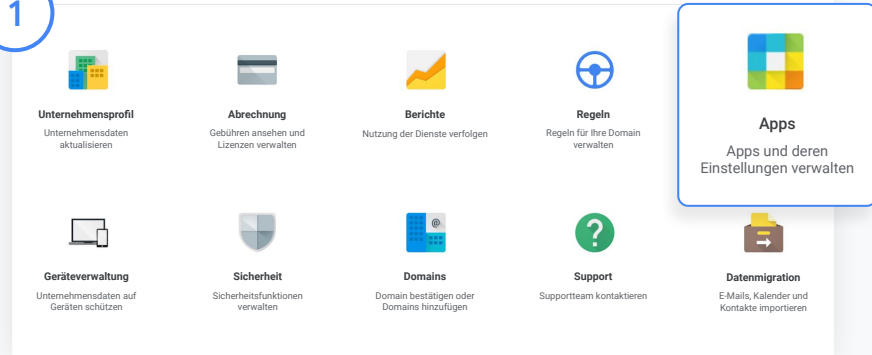 1
Unternehmensprofil
Unternehmensdaten
aktualisieren
Abrechnung
Gebühren ansehen und
Lizenzen verwalten
Berichte
Nutzung der Dienste verfolgen
Regeln
Regeln für Ihre Domain
verwalten
Apps
Apps und deren
Einstellungen verwalten
Geräteverwaltung
Unternehmensdaten auf
Geräten schützen
Sicherheit
Sicherheitsfunktionen
verwalten
@
Domains
Domain bestätigen oder
Domains hinzufügen
?
Support
Supportteam kontaktieren
Datenmigration
E-Mails, Kalender und
Kontakte importieren